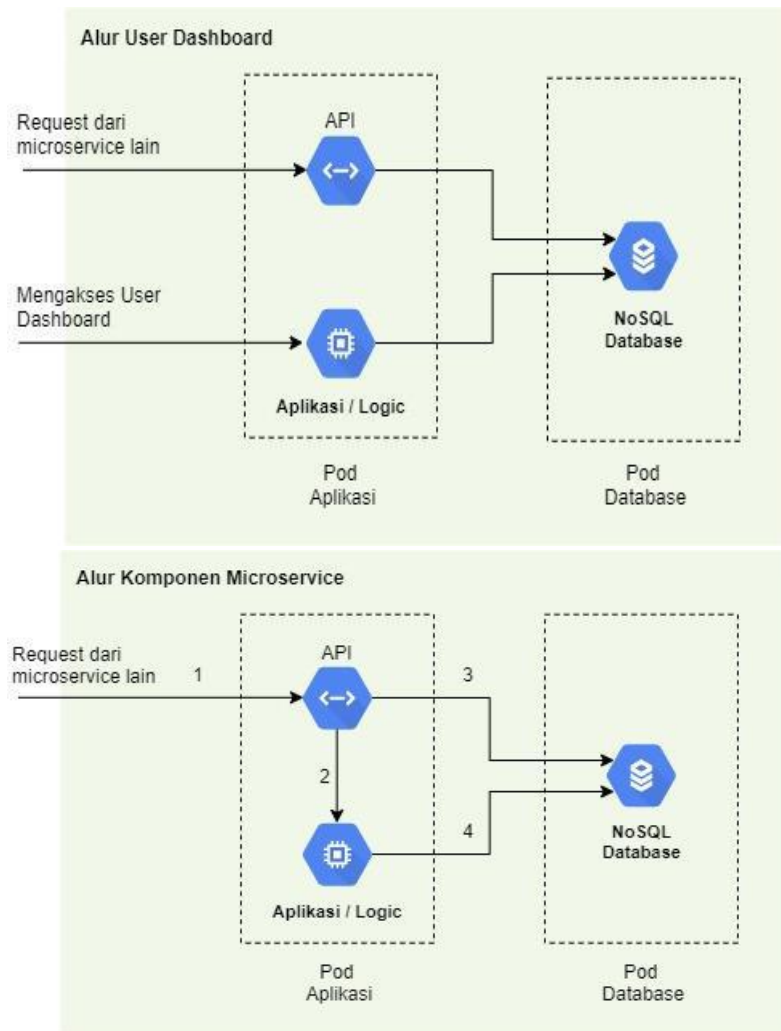 Alur User Dashboard
Request dari
microservice lain
API
Mengakses User
Dashboard
NoSQL
Database
Aplikasi / Logic
Pod
Aplikasi
Pod
Database
Alur Komponen Microservice
Request dari
microservice lain
1
API
3
2
4
NoSQL
Database
Aplikasi / Logic
Pod
Aplikasi
Pod
Database